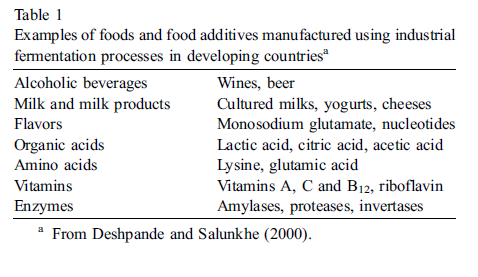 Table 1
Examples of foods and food additives manufactured using industrial
fermentation processes in developing countriesᵃ
Alcoholic beverages Wines, beer
Milk and milk products Cultured milks, yogurts, cheeses
Flavors Monosodium glutamate, nucleotides
Organic acids Lactic acid, citric acid, acetic acid
Amino acids Lysine, glutamic acid
Vitamins Vitamins A, C and B₁₂, riboflavin
Enzymes Amylases, proteases, invertases
ᵃ From Deshpande and Salunkhe (2000).